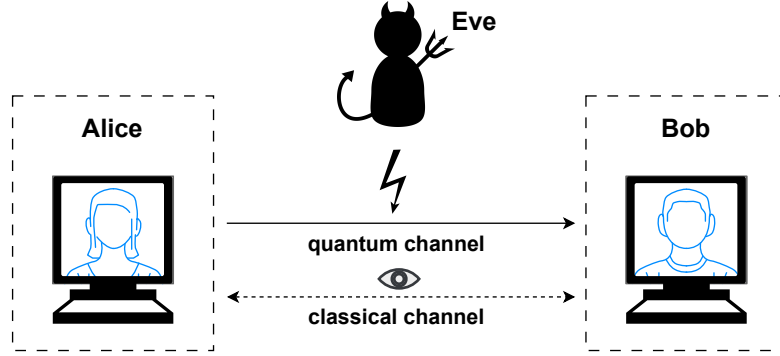 Eve
Alice
Bob
quantum channel
classical channel